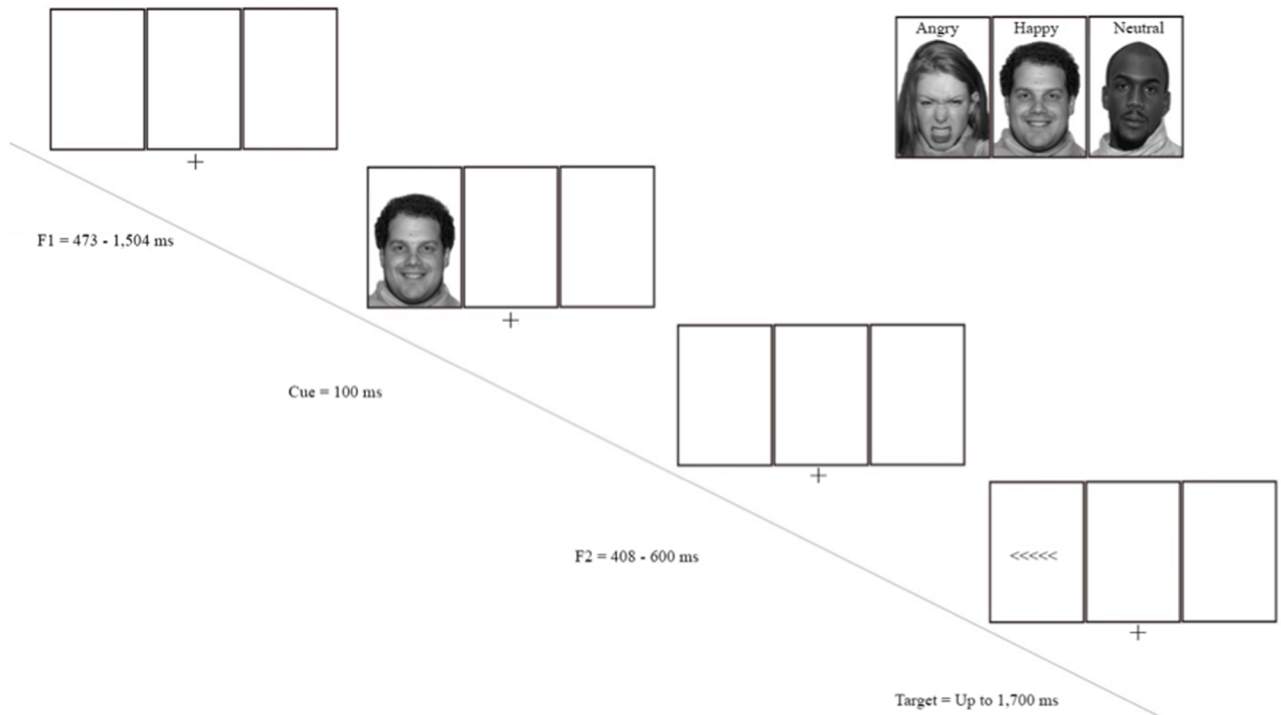 Angry Happy Neutral
+
F1 = 473 - 1,504 ms
+
Cue = 100 ms
+
F2 = 408 - 600 ms
<<<<<
+
Target = Up to 1,700 ms